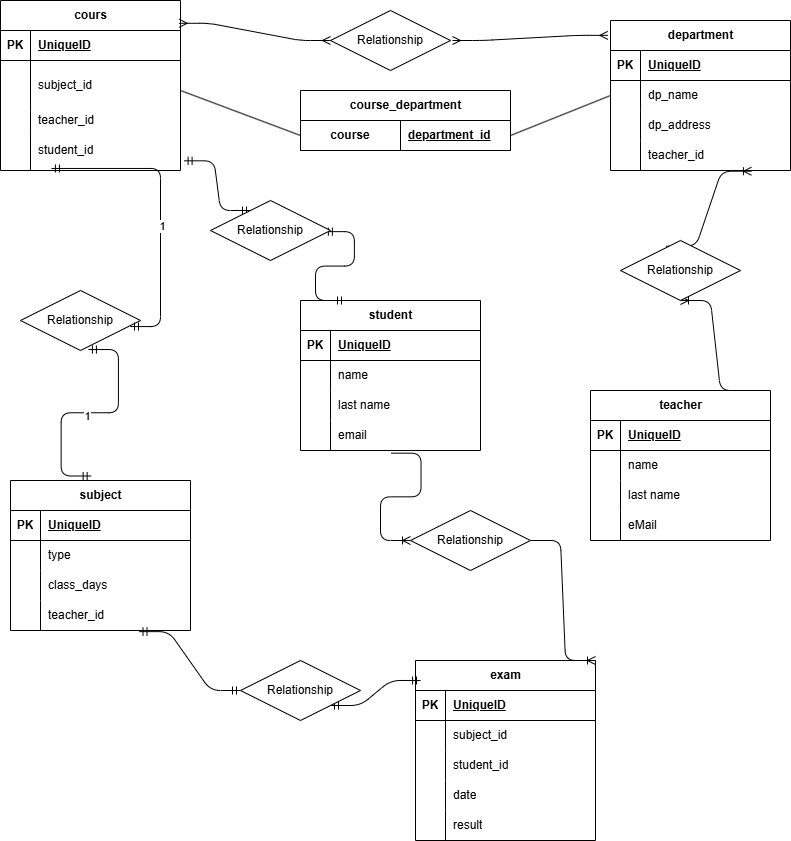 cours
PK UniqueID
subject_id
teacher_id
student_id
Relationship
department
PK UniqueID
dp_name
dp_address
teacher_id
course_department
course department_id
1
Relationship
Relationship
Relationship
student
PK UniqueID
name
last name
email
teacher
PK UniqueID
name
last name
eMail
1
subject
PK UniqueID
type
class_days
teacher_id
Relationship
Relationship
exam
PK UniqueID
subject_id
student_id
date
result